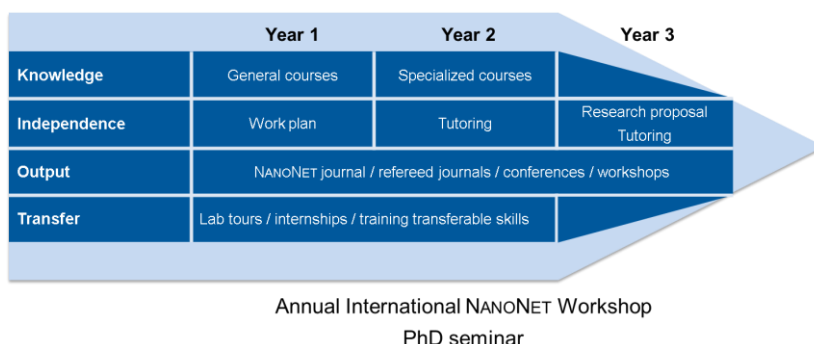 Year 1 Year 2 Year 3
Knowledge General courses Specialized courses
Independence Work plan Tutoring Research proposal
Tutoring
Output NANONET journal / refereed journals / conferences / workshops
Transfer Lab tours / internships / training transferable skills
Annual International NANONET Workshop
PhD seminar